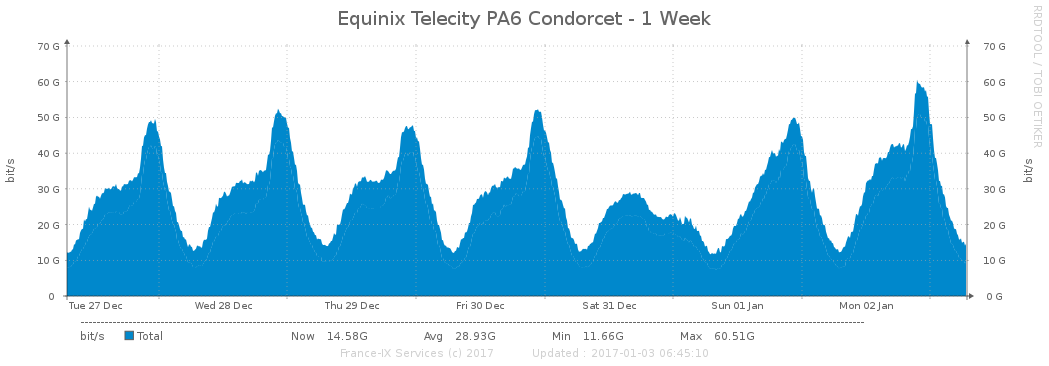 Equinix Telecity PA6 Condorcet - 1 Week
RRDTOOL / TOBI OETIKER
bit/s
70 G 70 G
60 G 60 G
50 G 50 G
40 G 40 G
30 G 30 G
20 G 20 G
10 G 10 G
0 0 G
bit/s
Tue 27 Dec Wed 28 Dec Thu 29 Dec Fri 30 Dec Sat 31 Dec Sun 01 Jan Mon 02 Jan
bit/s Total Now 14.58G Avg 28.93G Min 11.66G Max 60.51G
France-IX Services (c) 2017 Updated : 2017-01-03 06:45:10